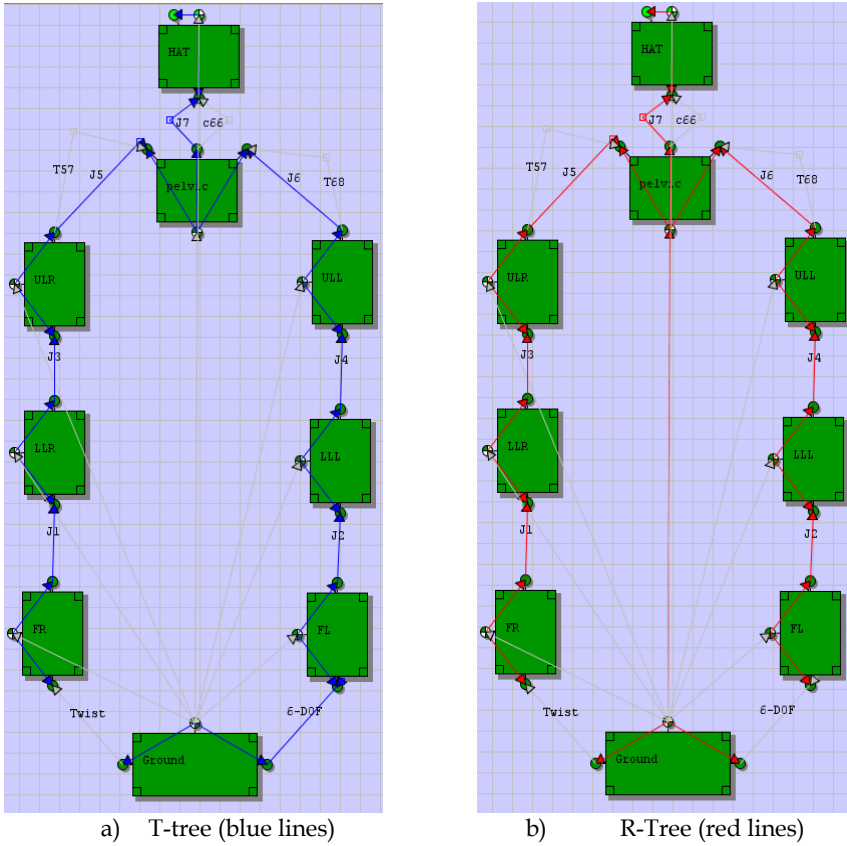 HAT
J7 c66
T57
J5
pelvic
J6
T68
ULR
ULL
J3
J4
LLR
LLL
J1
J2
FR
FL
Twist
6-DOF
Ground
HAT
J7 c66
T57
J5
pelvic
J6
T68
ULR
ULL
J3
J4
LLR
LLL
J1
J2
FR
FL
Twist
6-DOF
Ground
a) T-tree (blue lines)
b) R-Tree (red lines)